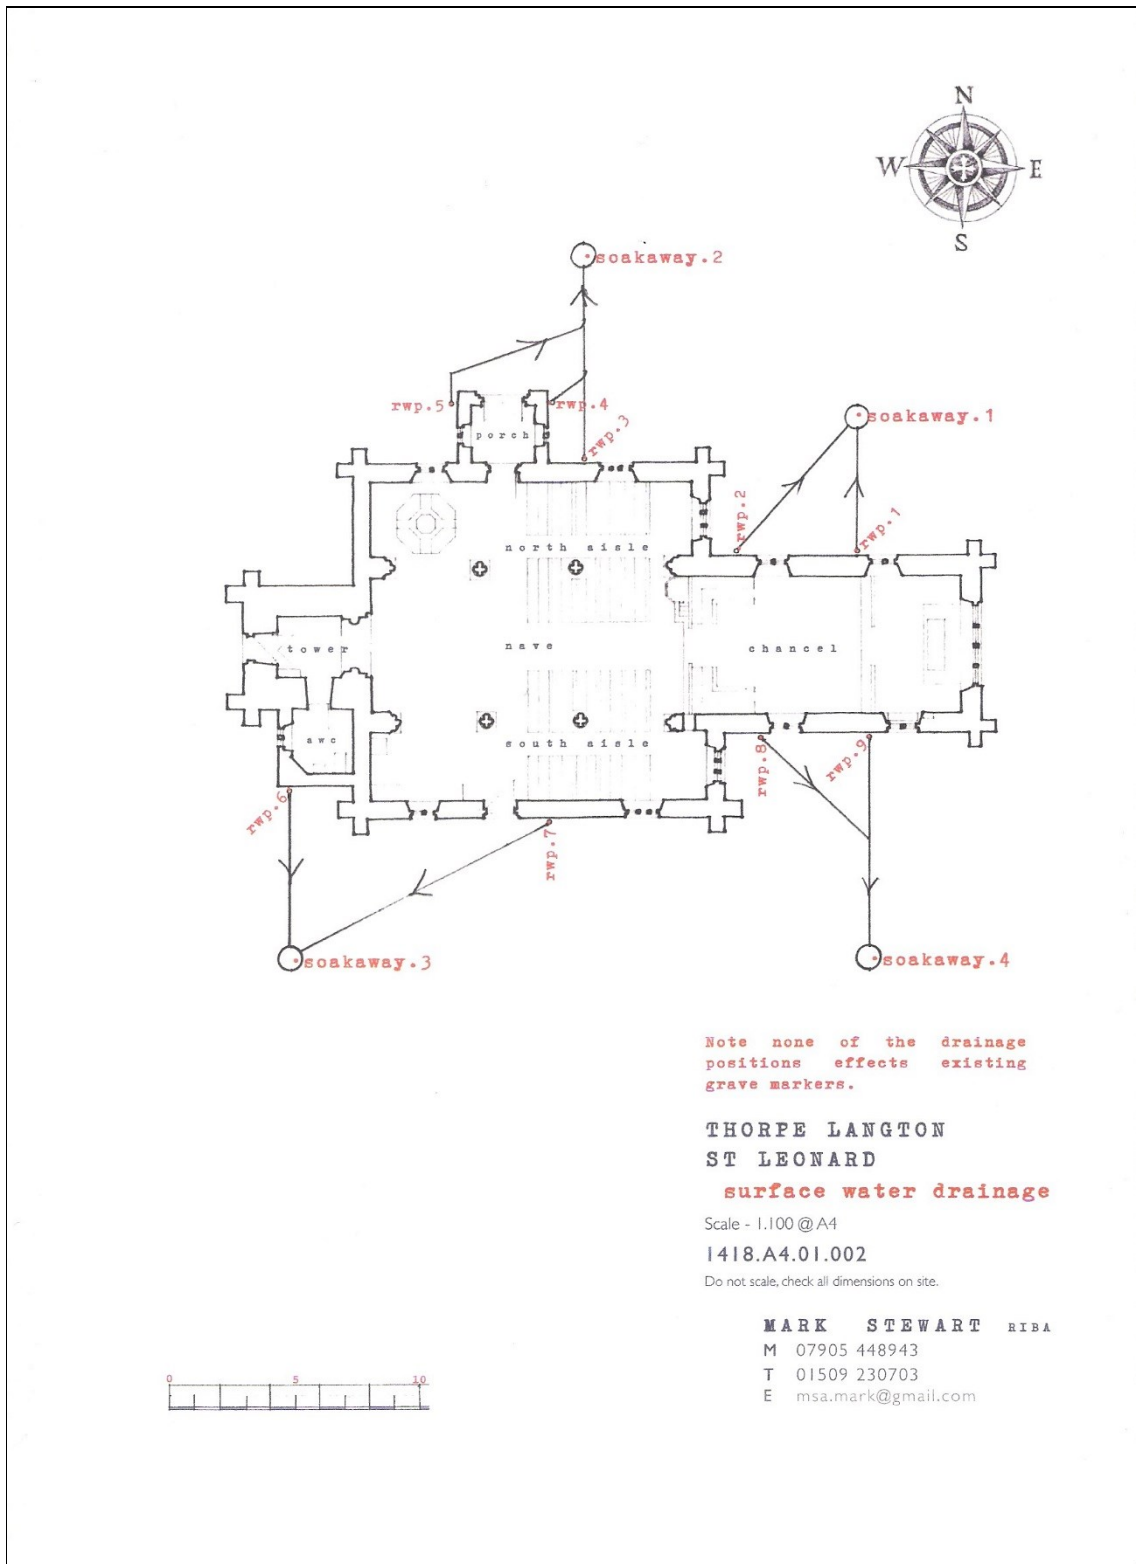 N
W E
S
soakaway.2
rwp.5
rwp.4
porch
rwp.3
soakaway.1
rwp.2
rwp.1
north aisle
tower
nave
chancel
awc
south aisle
rwp.6
rwp.7
rwp.8
rwp.9
soakaway.3
soakaway.4
Note none of the drainage
positions effects existing
grave markers.
THORPE LANGTON
ST LEONARD
surface water drainage
Scale - 1.100 @ A4
1418.A4.01.002
Do not scale, check all dimensions on site.
MARK STEWART RIBA
M 07905 448943
T 01509 230703
E msa.mark@gmail.com
0 5 10